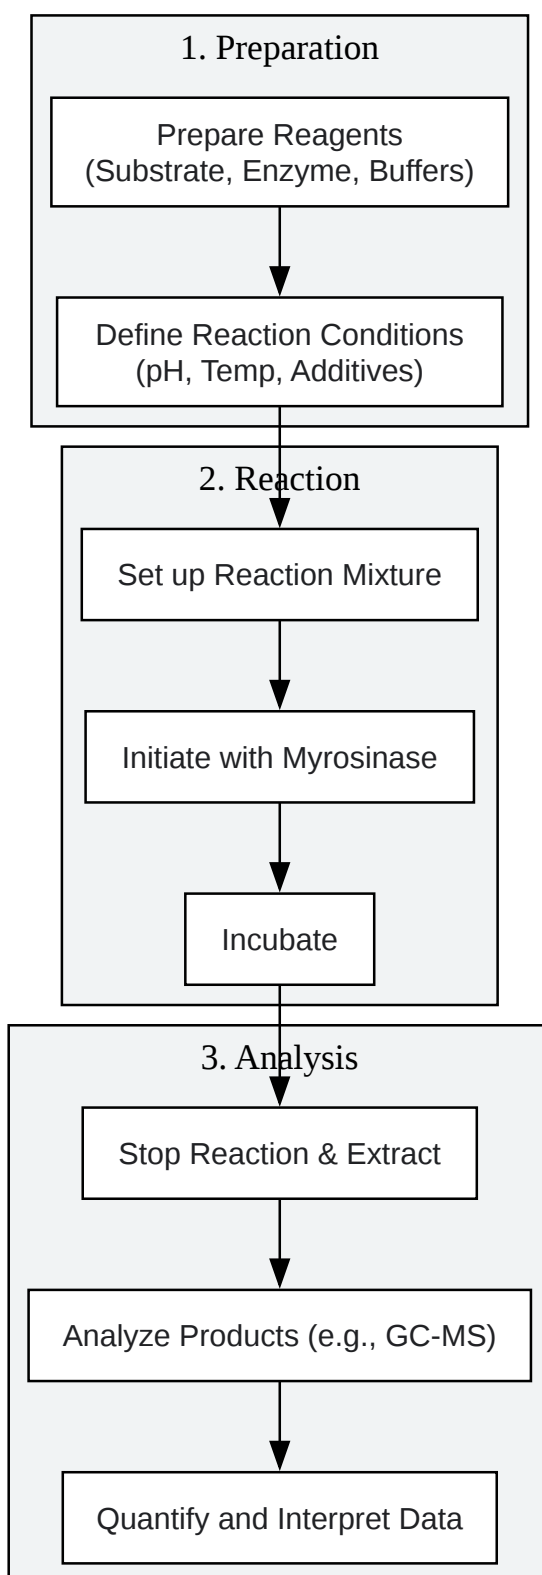 1. Preparation
Prepare Reagents
(Substrate, Enzyme, Buffers)
Define Reaction Conditions
(pH, Temp, Additives)
2. Reaction
Set up Reaction Mixture
Initiate with Myrosinase
Incubate
3. Analysis
Stop Reaction & Extract
Analyze Products (e.g., GC-MS)
Quantify and Interpret Data